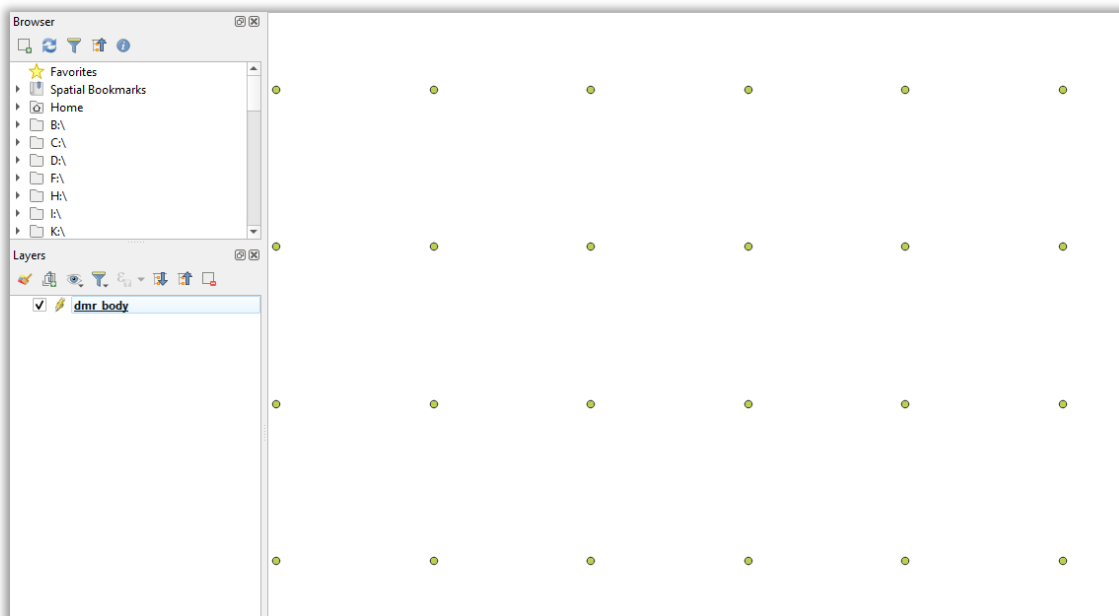 Browser
Favorites
Spatial Bookmarks
Home
B:\
C:\
D:\
F:\
H:\
I:\
K:\
Layers
dmr_body